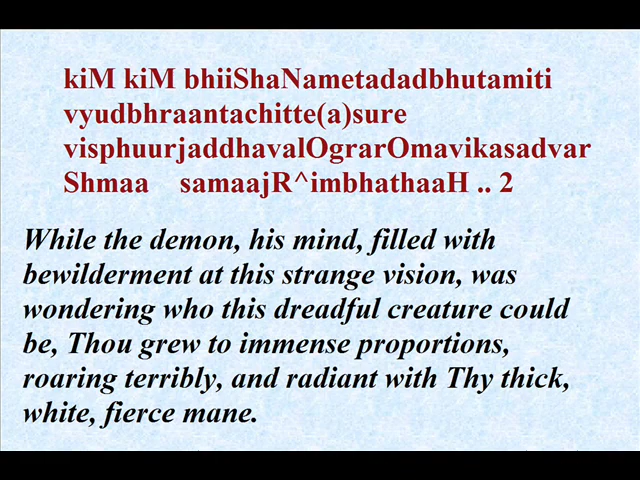 kiM kiM bhiiShaNametadadbhutamiti
vyudbhraantachitte(a)sure
visphuurjaddhavalOgrarOmavikasadvar
Shmaa samaajR^imbhathaaH .. 2
While the demon, his mind, filled with
bewilderment at this strange vision, was
wondering who this dreadful creature could
be, Thou grew to immense proportions,
roaring terribly, and radiant with Thy thick,
white, fierce mane.